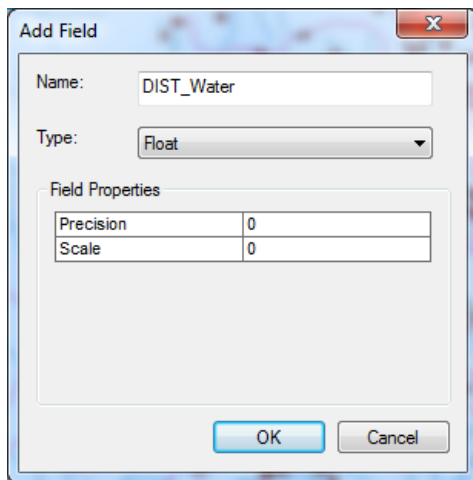 Add Field
Name: DIST_Water
Type: Float
Field Properties
Precision 0
Scale 0
OK Cancel